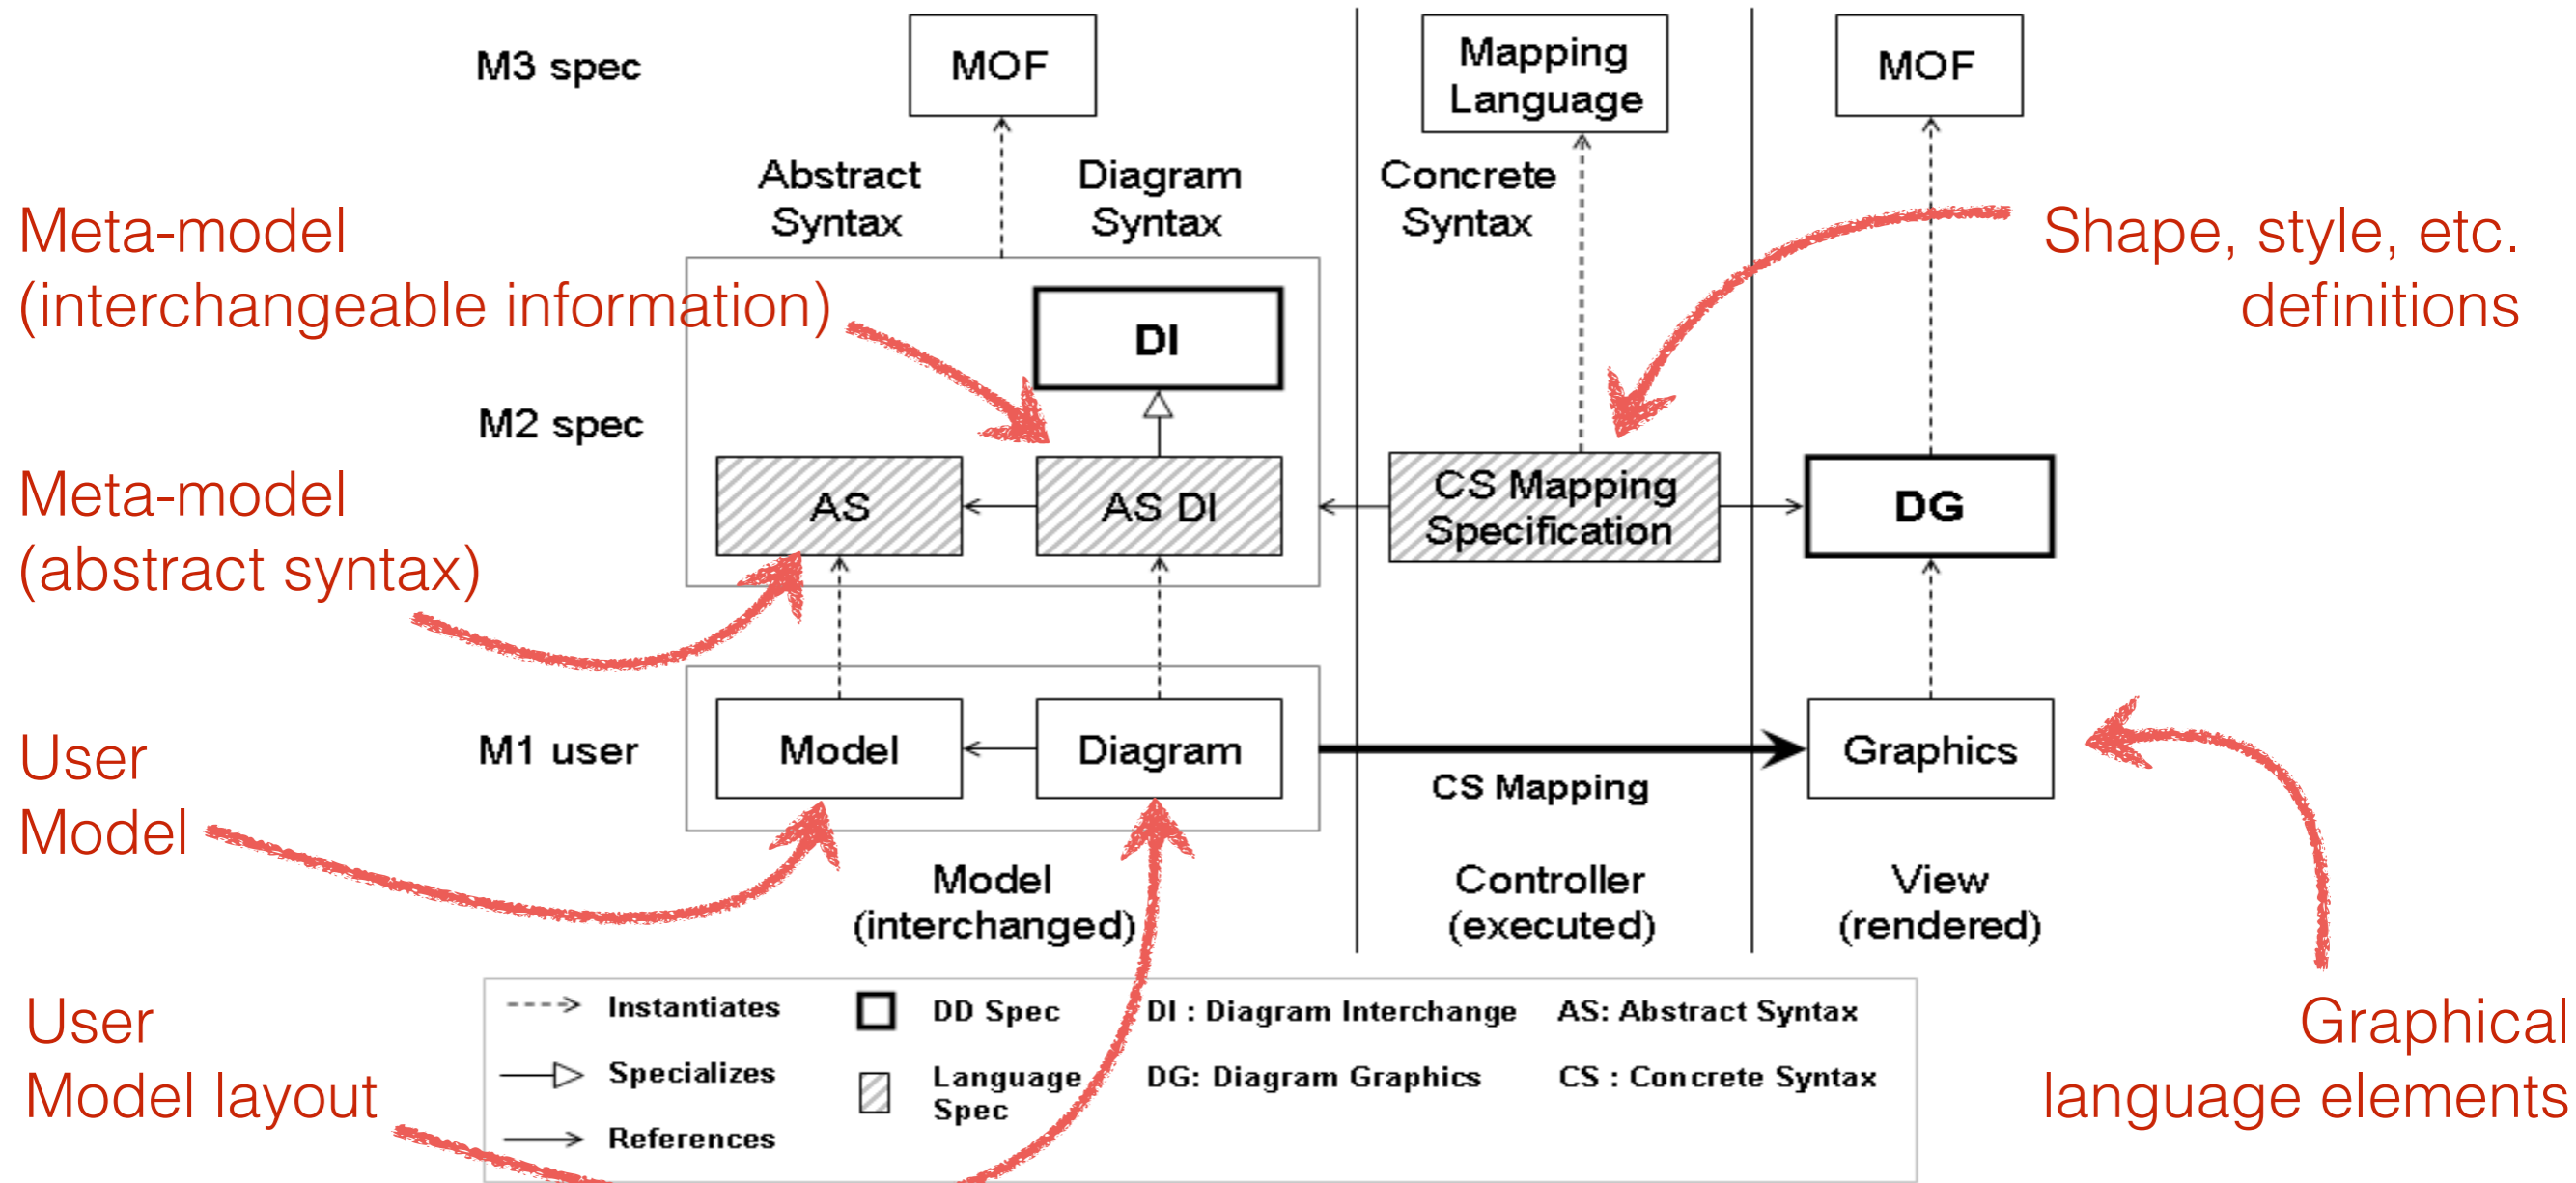 M3 spec
MOF
Mapping
Language
MOF
Abstract
Syntax
Diagram
Syntax
Concrete
Syntax
Meta-model
(interchangeable information)
Shape, style, etc.
definitions
DI
M2 spec
Meta-model
(abstract syntax)
AS
AS DI
CS Mapping
Specification
DG
User
Model
M1 user
Model
Diagram
CS Mapping
Graphics
Model
(interchanged)
Controller
(executed)
View
(rendered)
User
Model layout
Graphical
language elements
Instantiates
DD Spec
DI : Diagram Interchange
AS: Abstract Syntax
Specializes
Language
Spec
DG: Diagram Graphics
CS : Concrete Syntax
References